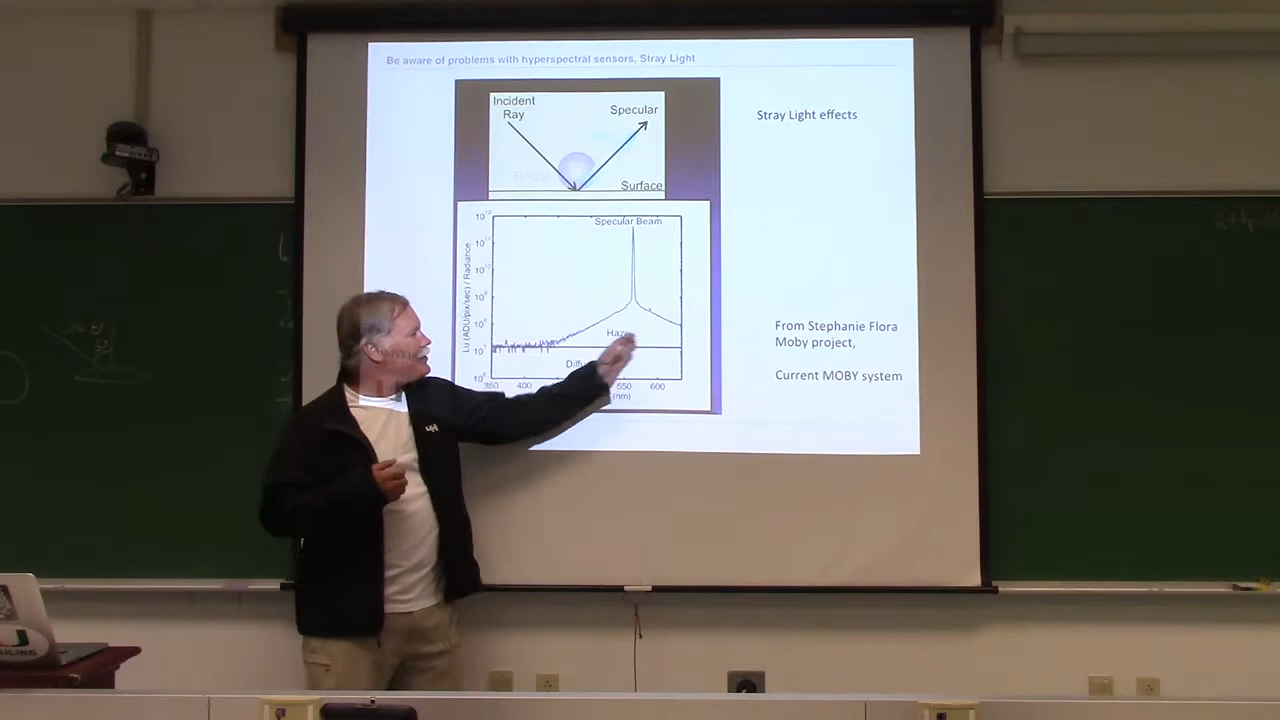 Be aware of problems with hyperspectral sensors, Stray Light
Incident
Ray
Specular
Surface
Stray Light effects
Specular Beam
Lu (ADU/pix/sec) / Radiance
Haze
350 400 550 600
(nm)
From Stephanie Flora
Moby project,
Current MOBY system